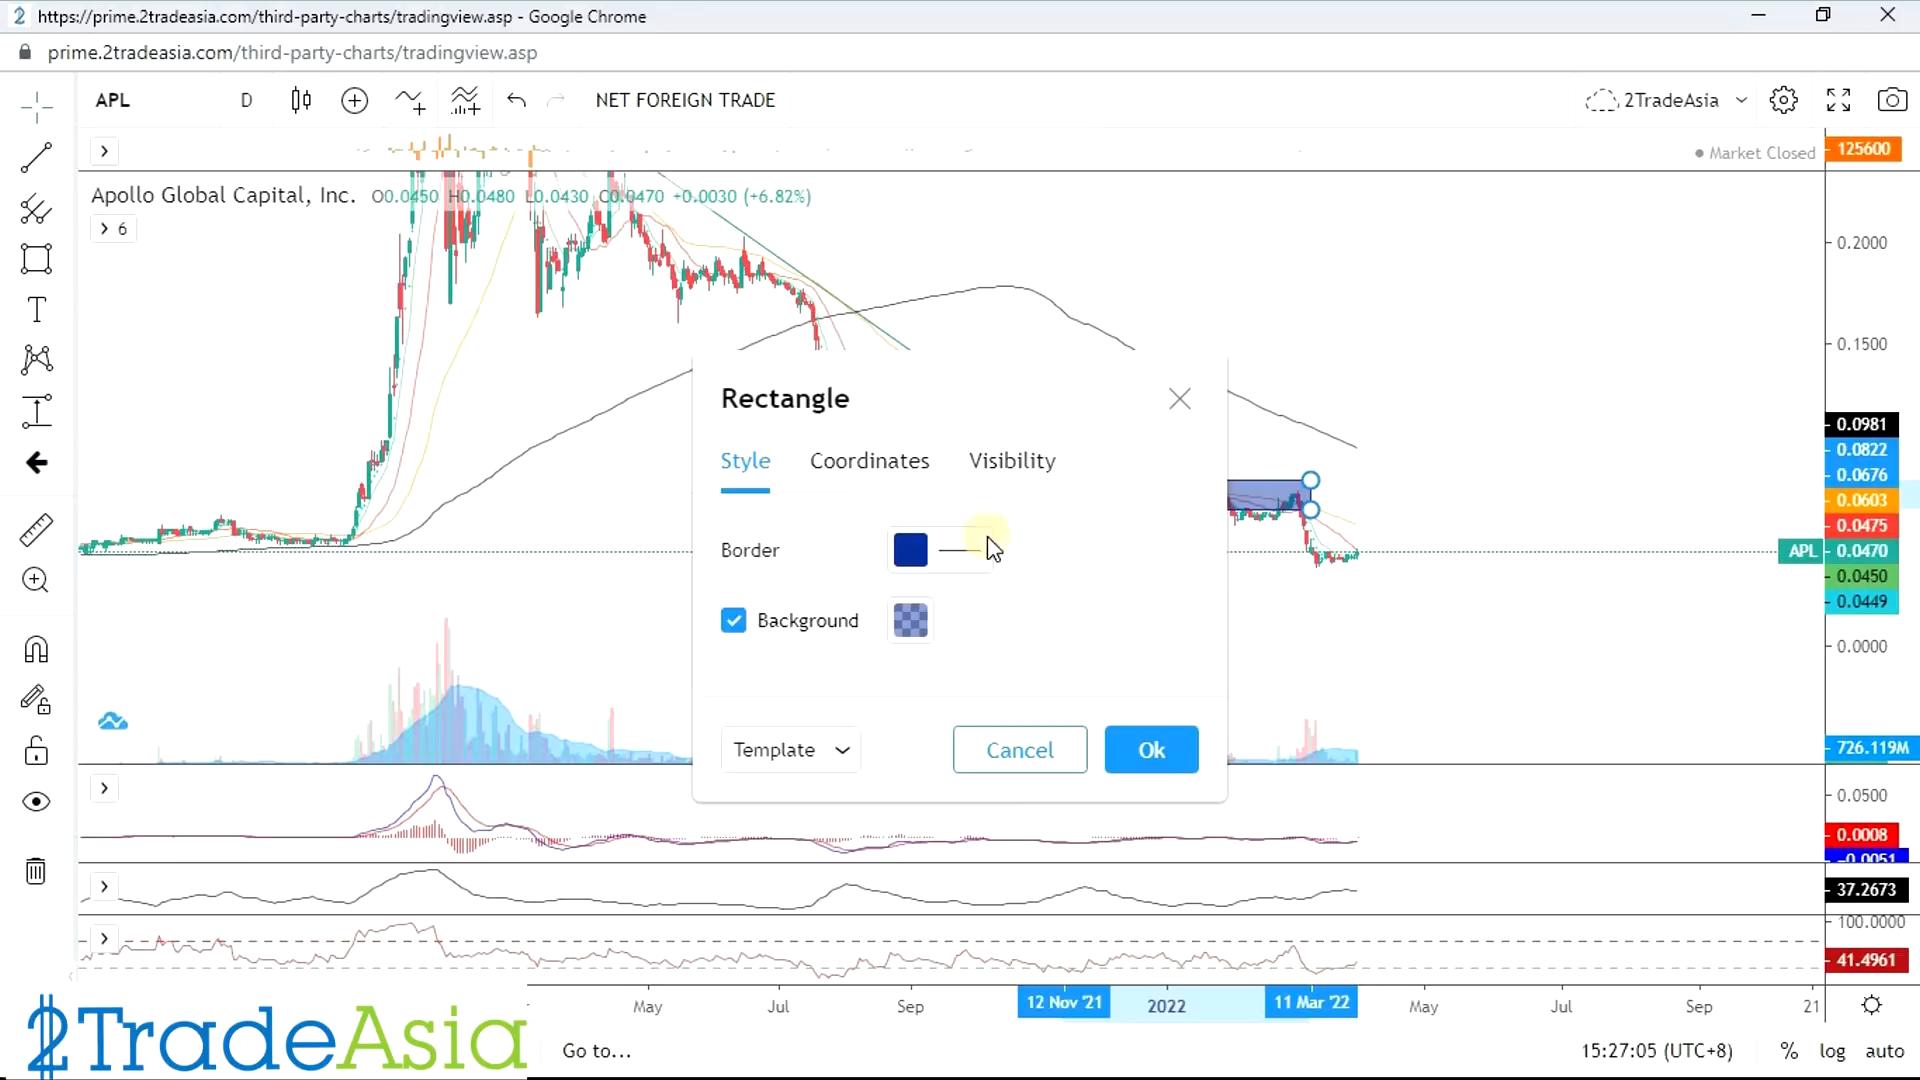 https://prime.2tradeasia.com/third-party-charts/tradingview.asp - Google Chrome
prime.2tradeasia.com/third-party-charts/tradingview.asp
APL D NET FOREIGN TRADE 2TradeAsia
Market Closed 125600
Apollo Global Capital, Inc. O0.0450 H0.0480 L0.0430 C0.0470 +0.0030 (+6.82%)
6
0.2000
0.1500
Rectangle
Style Coordinates Visibility
Border
Background
Template Cancel Ok
0.0981
0.0822
0.0676
0.0603
0.0475
APL 0.0470
0.0450
0.0449
0.0000
726.119M
0.0500
0.0008
-0.0051
37.2673
100.0000
41.4961
May Jul Sep 12 Nov '21 2022 11 Mar '22 May Jul Sep 21
2TradeAsia
Go to... 15:27:05 (UTC+8) % log auto